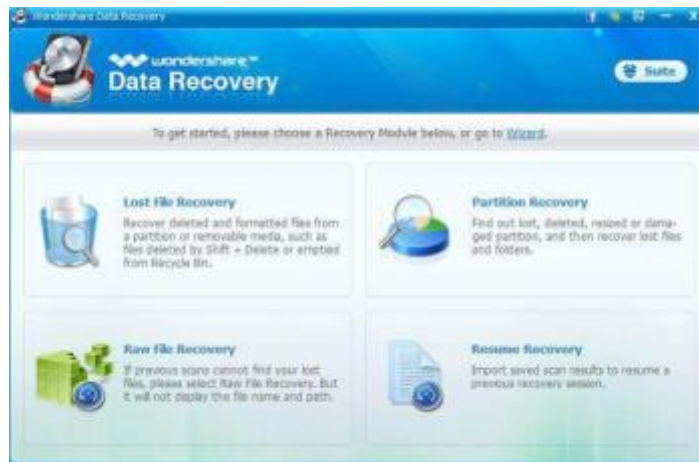 Wondershare Data Recovery
wondershare™
Data Recovery
Suite
To get started, please choose a Recovery Module below, or go to Wizard.
Lost File Recovery
Recover deleted and formatted files from
a partition or removable media, such as
files deleted by Shift + Delete or emptied
from Recycle Bin.
Partition Recovery
Find out lost, deleted, resized or dama-
ged partition, and then recover lost files
and folders.
Raw File Recovery
If previous scans cannot find your lost
files, please select Raw File Recovery. But
it will not display the file name and path.
Resume Recovery
Import saved scan results to resume a
previous recovery session.